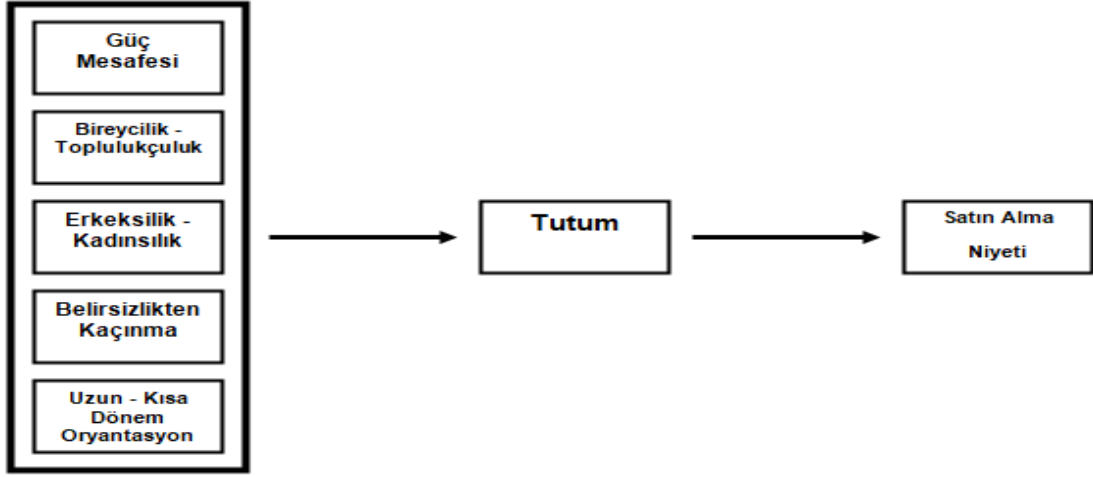 Güç
Mesafesi
Bireycilik -
Toplulukçuluk
Erkeksilik -
Kadınsılık
Belirsizlikten
Kaçınma
Uzun - Kısa
Dönem
Oryantasyon
Tutum
Satın Alma
Niyeti